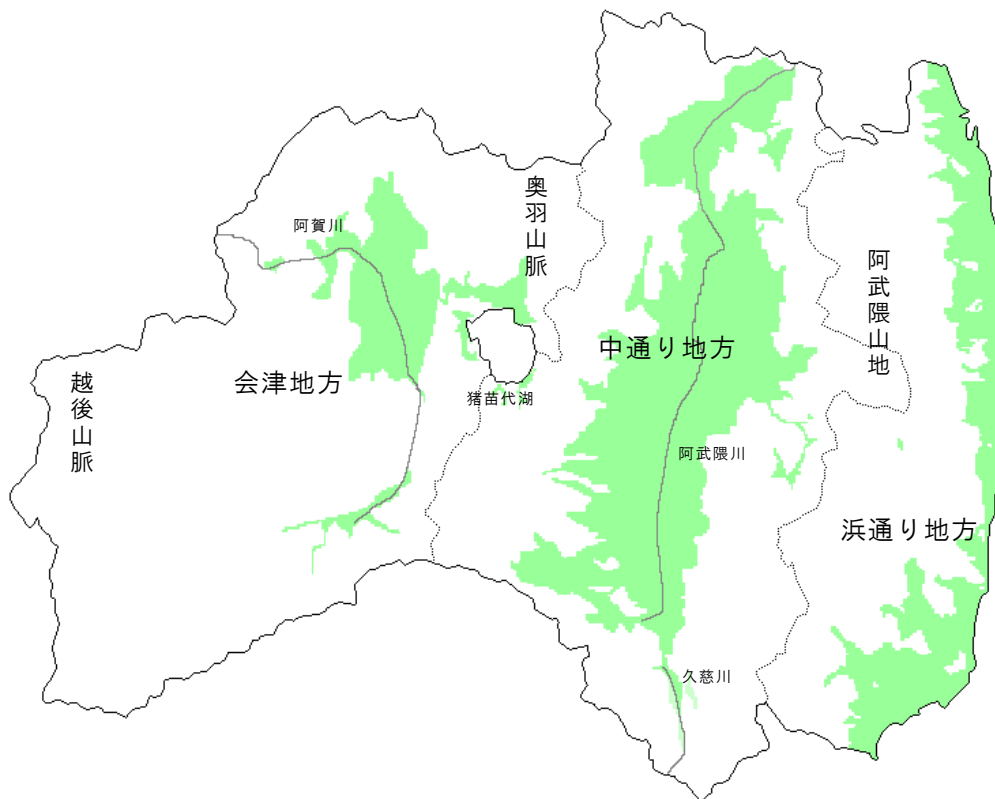 奥羽山脈
阿賀川
阿武隈山地
中通り地方
越後山脈
会津地方
猪苗代湖
阿武隈川
浜通り地方
久慈川